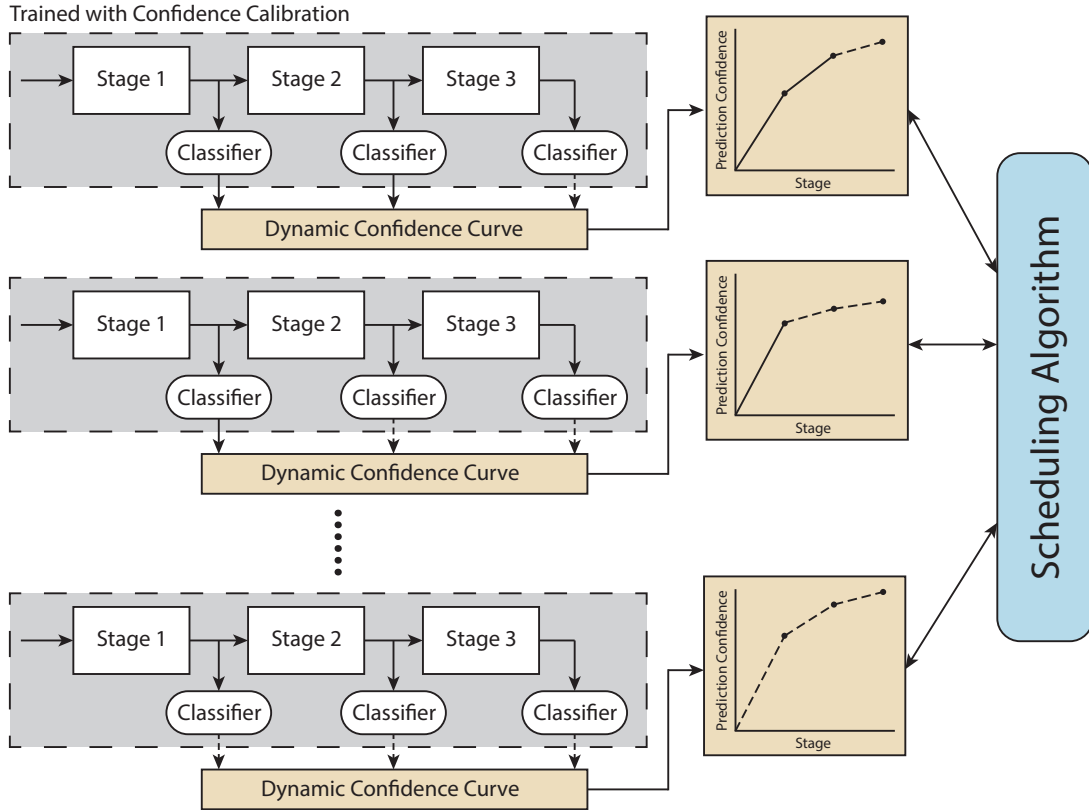 Trained with Confidence Calibration
Stage 1
Stage 2
Stage 3
Classifier
Classifier
Classifier
Dynamic Confidence Curve
Prediction Confidence
Stage
Stage 1
Stage 2
Stage 3
Classifier
Classifier
Classifier
Dynamic Confidence Curve
Prediction Confidence
Stage
Stage 1
Stage 2
Stage 3
Classifier
Classifier
Classifier
Dynamic Confidence Curve
Prediction Confidence
Stage
Scheduling Algorithm